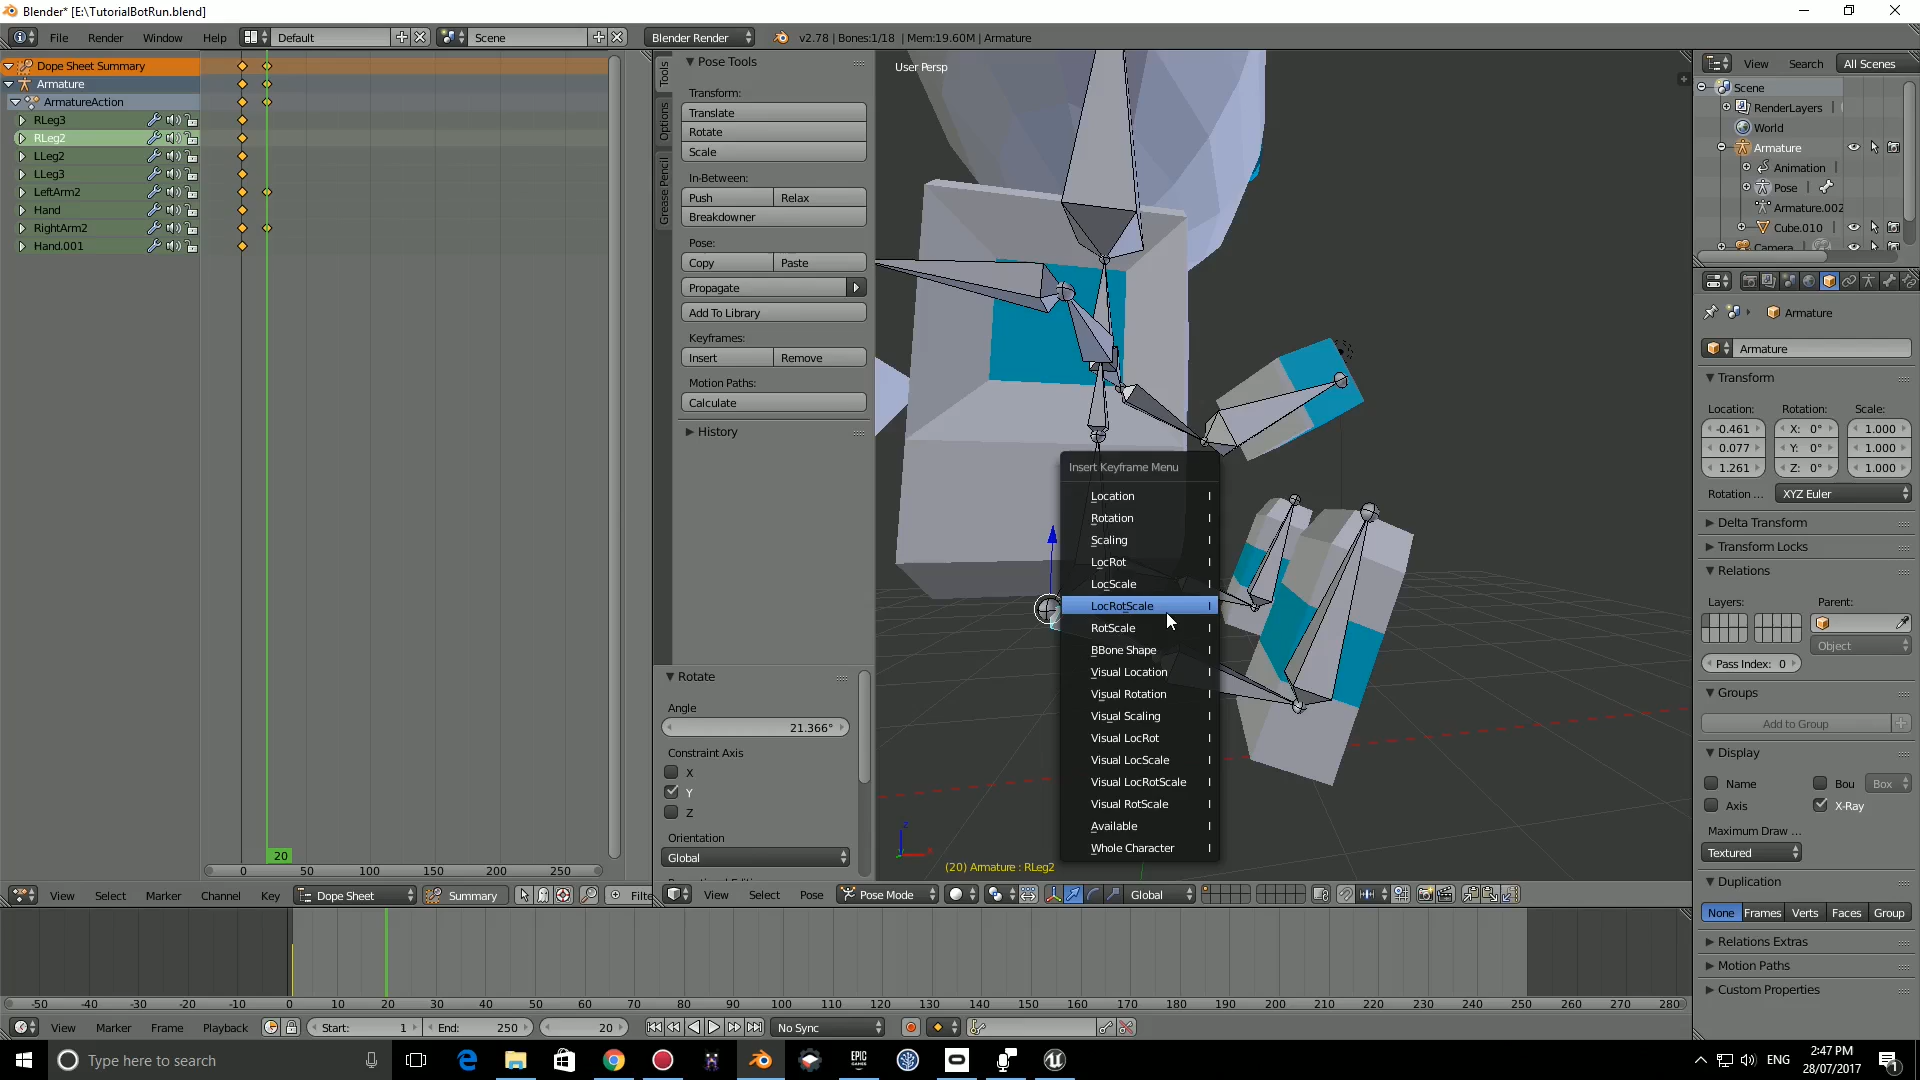 Blender* [E:\TutorialBotRun.blend]
File Render Window Help Default Scene Blender Render v2.78 | Bones:1/18 | Mem:19.60M | Armature
Dope Sheet Summary
Armature
ArmatureAction
RLeg3
RLeg2
LLeg2
LLeg3
LeftArm2
Hand
RightArm2
Hand.001
20
0 50 100 150 200 250
View Select Marker Channel Key Dope Sheet Summary Filte
Tools
Options
Grease Pencil
Pose Tools
Transform:
Translate
Rotate
Scale
In-Between:
Push Relax
Breakdowner
Pose:
Copy Paste
Propagate
Add To Library
Keyframes:
Insert Remove
Motion Paths:
Calculate
History
Rotate
Angle
21.366°
Constraint Axis
X
Y
Z
Orientation
Global
User Persp
Insert Keyframe Menu
Location I
Rotation I
Scaling I
LocRot I
LocScale I
LocRotScale I
RotScale I
BBone Shape I
Visual Location I
Visual Rotation I
Visual Scaling I
Visual LocRot I
Visual LocScale I
Visual LocRotScale I
Visual RotScale I
Available I
Whole Character I
z
(20) Armature : RLeg2
View Select Pose Pose Mode Global
View Search All Scenes
Scene
RenderLayers
World
Armature
Animation
Pose
Armature.002
Cube.010
Camera
Armature
Armature
Transform
Location: Rotation: Scale:
-0.461 X: 0° 1.000
0.077 Y: 0° 1.000
1.261 Z: 0° 1.000
Rotation ... XYZ Euler
Delta Transform
Transform Locks
Relations
Layers: Parent:
Object
Pass Index: 0
Groups
Add to Group
Display
Name Bou Box
Axis X-Ray
Maximum Draw ...
Textured
Duplication
None Frames Verts Faces Group
Relations Extras
Motion Paths
Custom Properties
-50 -40 -30 -20 -10 0 10 20 30 40 50 60 70 80 90 100 110 120 130 140 150 160 170 180 190 200 210 220 230 240 250 260 270 280
View Marker Frame Playback Start: 1 End: 250 20 No Sync
Type here to search
EPIC GAMES
ENG
2:47 PM
28/07/2017
1